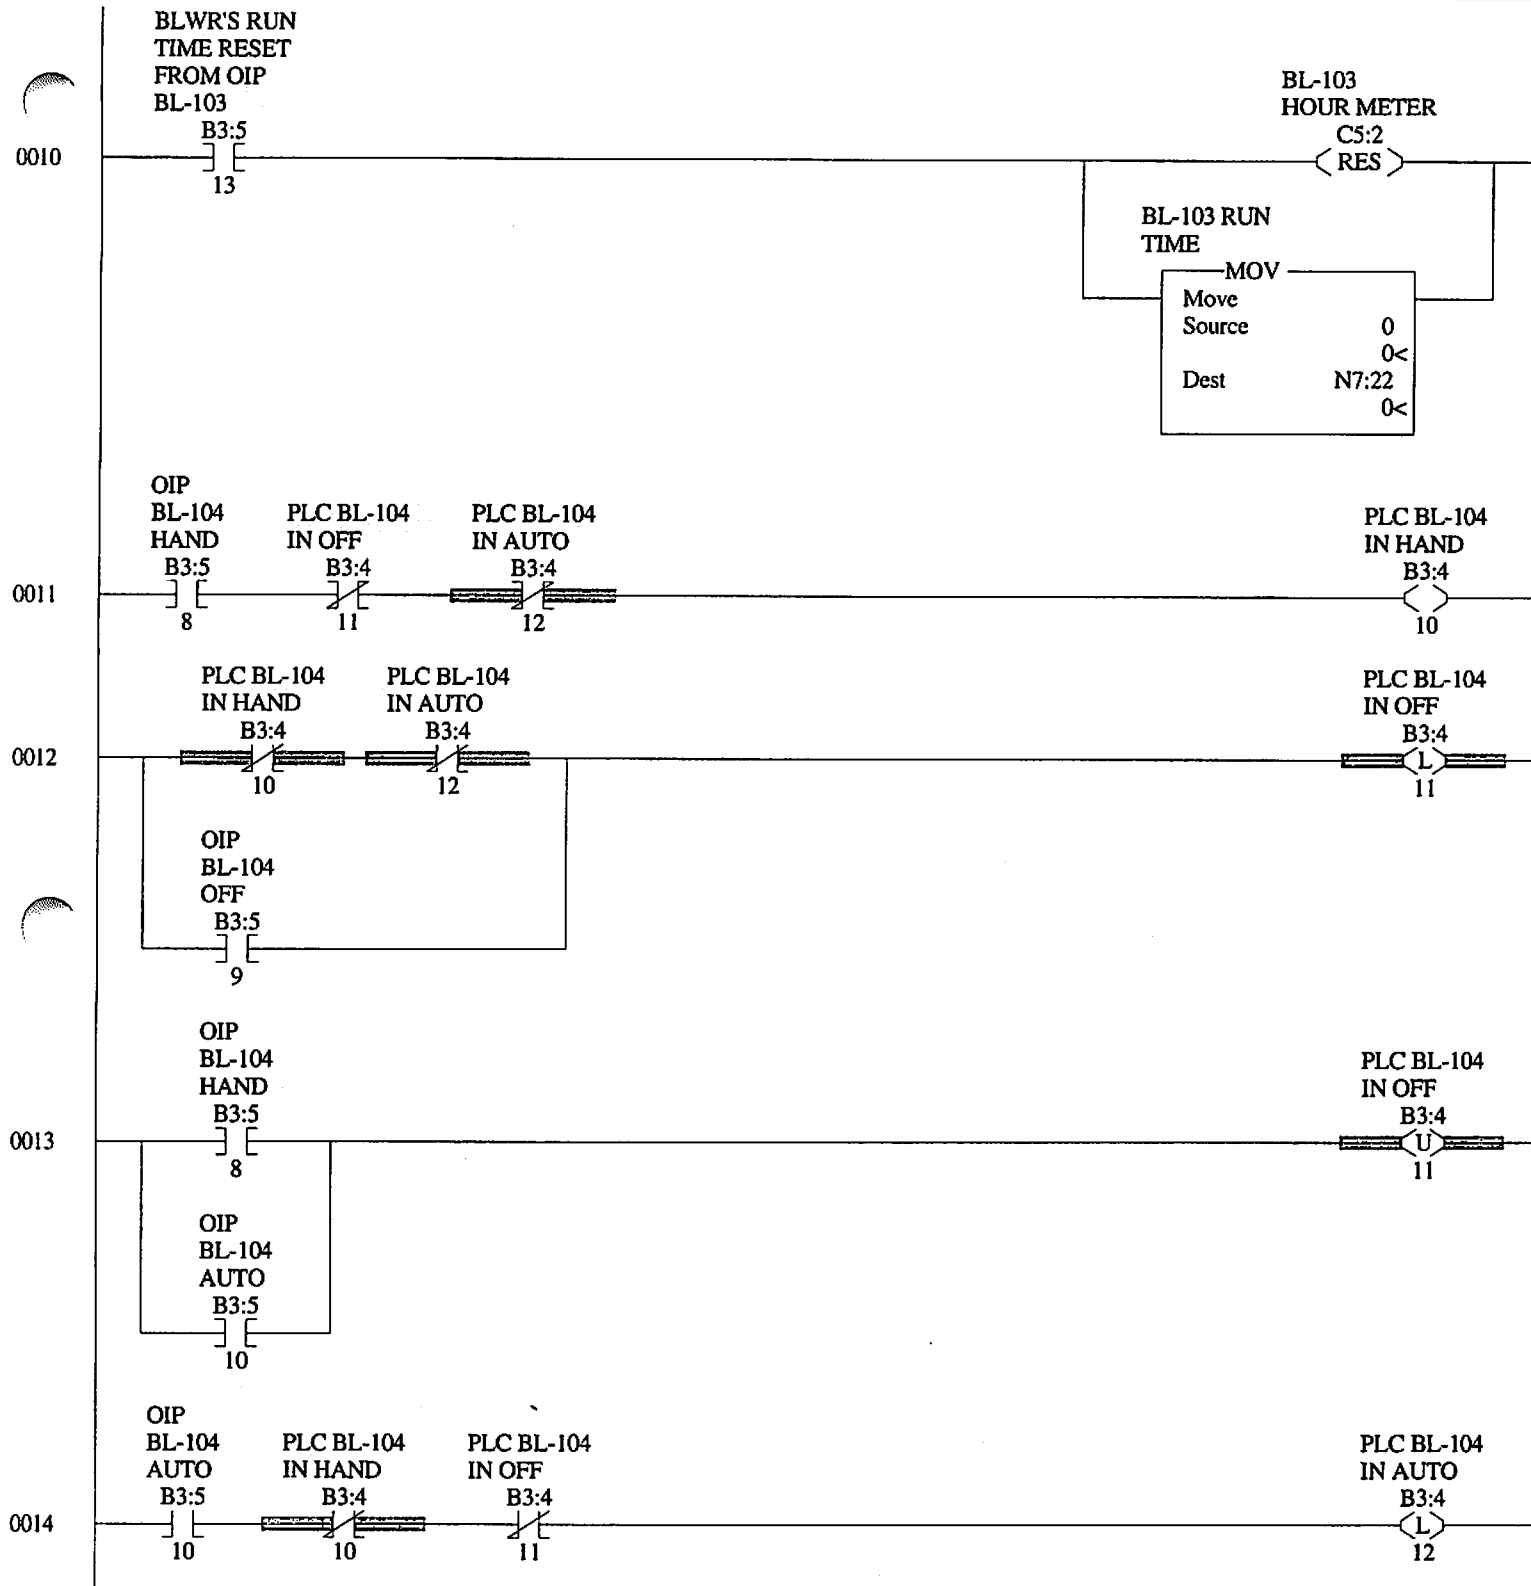 BLWR'S RUN
TIME RESET
FROM OIP
BL-103
B3:5
13
0010
BL-103
HOUR METER
C5:2
RES
BL-103 RUN
TIME
MOV
Move
Source 0
0<
Dest N7:22
0<
OIP
BL-104
HAND
B3:5
8
PLC BL-104
IN OFF
B3:4
11
PLC BL-104
IN AUTO
B3:4
12
PLC BL-104
IN HAND
B3:4
10
0011
PLC BL-104
IN HAND
B3:4
10
PLC BL-104
IN AUTO
B3:4
12
PLC BL-104
IN OFF
B3:4
L
11
0012
OIP
BL-104
OFF
B3:5
9
OIP
BL-104
HAND
B3:5
8
PLC BL-104
IN OFF
B3:4
U
11
0013
OIP
BL-104
AUTO
B3:5
10
OIP
BL-104
AUTO
B3:5
10
PLC BL-104
IN HAND
B3:4
10
PLC BL-104
IN OFF
B3:4
11
PLC BL-104
IN AUTO
B3:4
L
12
0014